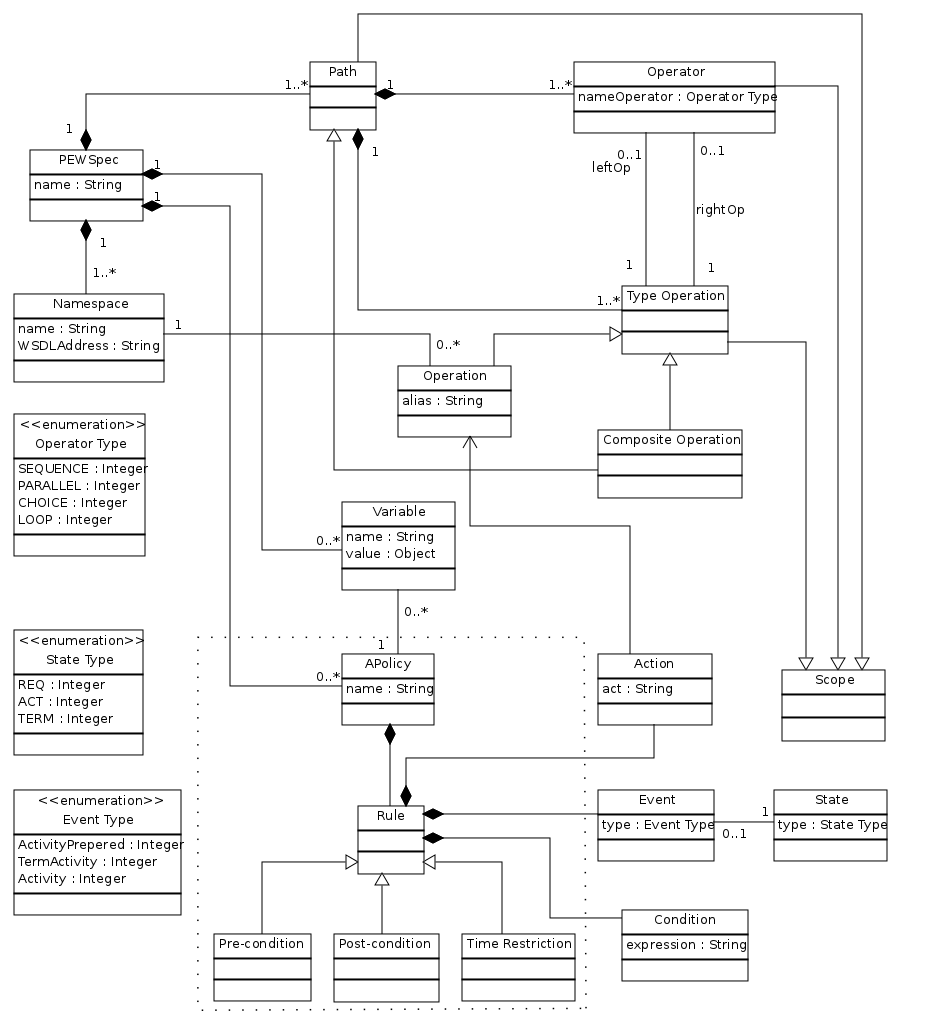 Path
1..*
1
1..*
Operator
nameOperator : Operator Type
1
PEWSpec
name : String
1
1
1
1..*
1
0..1
leftOp
0..1
rightOp
1
1
Namespace
name : String
WSDLAddress : String
1
0..*
1..*
Type Operation
Operation
alias : String
Composite Operation
<<enumeration>>
Operator Type
SEQUENCE : Integer
PARALLEL : Integer
CHOICE : Integer
LOOP : Integer
Variable
name : String
value : Object
0..*
0..*
1
<<enumeration>>
State Type
REQ : Integer
ACT : Integer
TERM : Integer
0..*
APolicy
name : String
Action
act : String
Scope
<<enumeration>>
Event Type
ActivityPrepered : Integer
TermActivity : Integer
Activity : Integer
Rule
Event
type : Event Type
0..1
1
State
type : State Type
Condition
expression : String
Pre-condition
Post-condition
Time Restriction